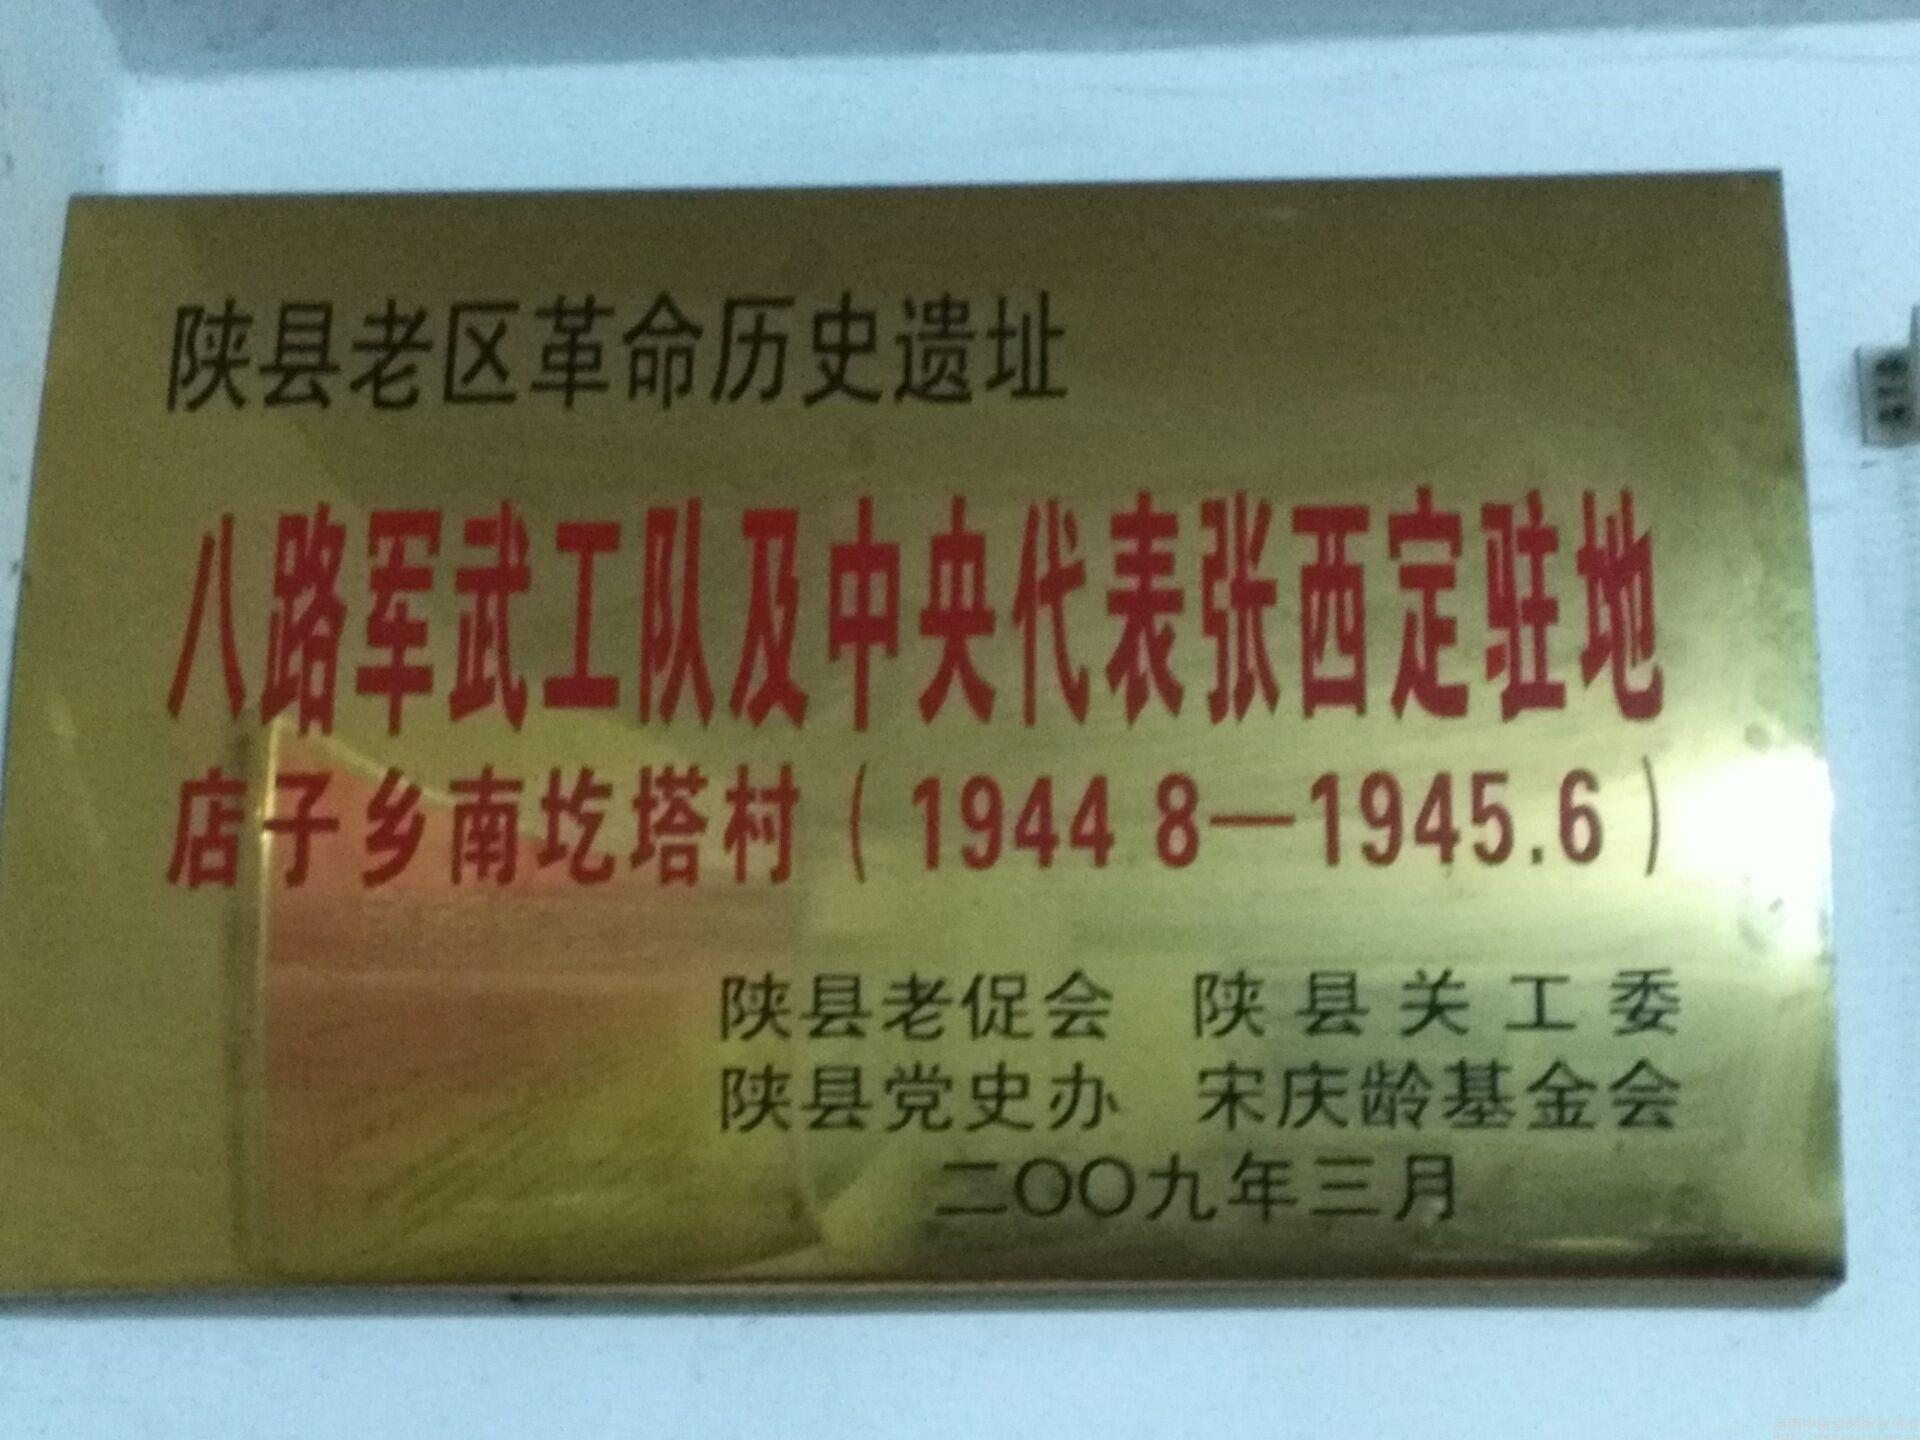 陕县老区革命历史遗址
八路军武工队及中央代表张西定驻地
店子乡南圪塔村（1944 8—1945.6）
陕县老促会 陕县关工委
陕县党史办 宋庆龄基金会
二〇〇九年三月